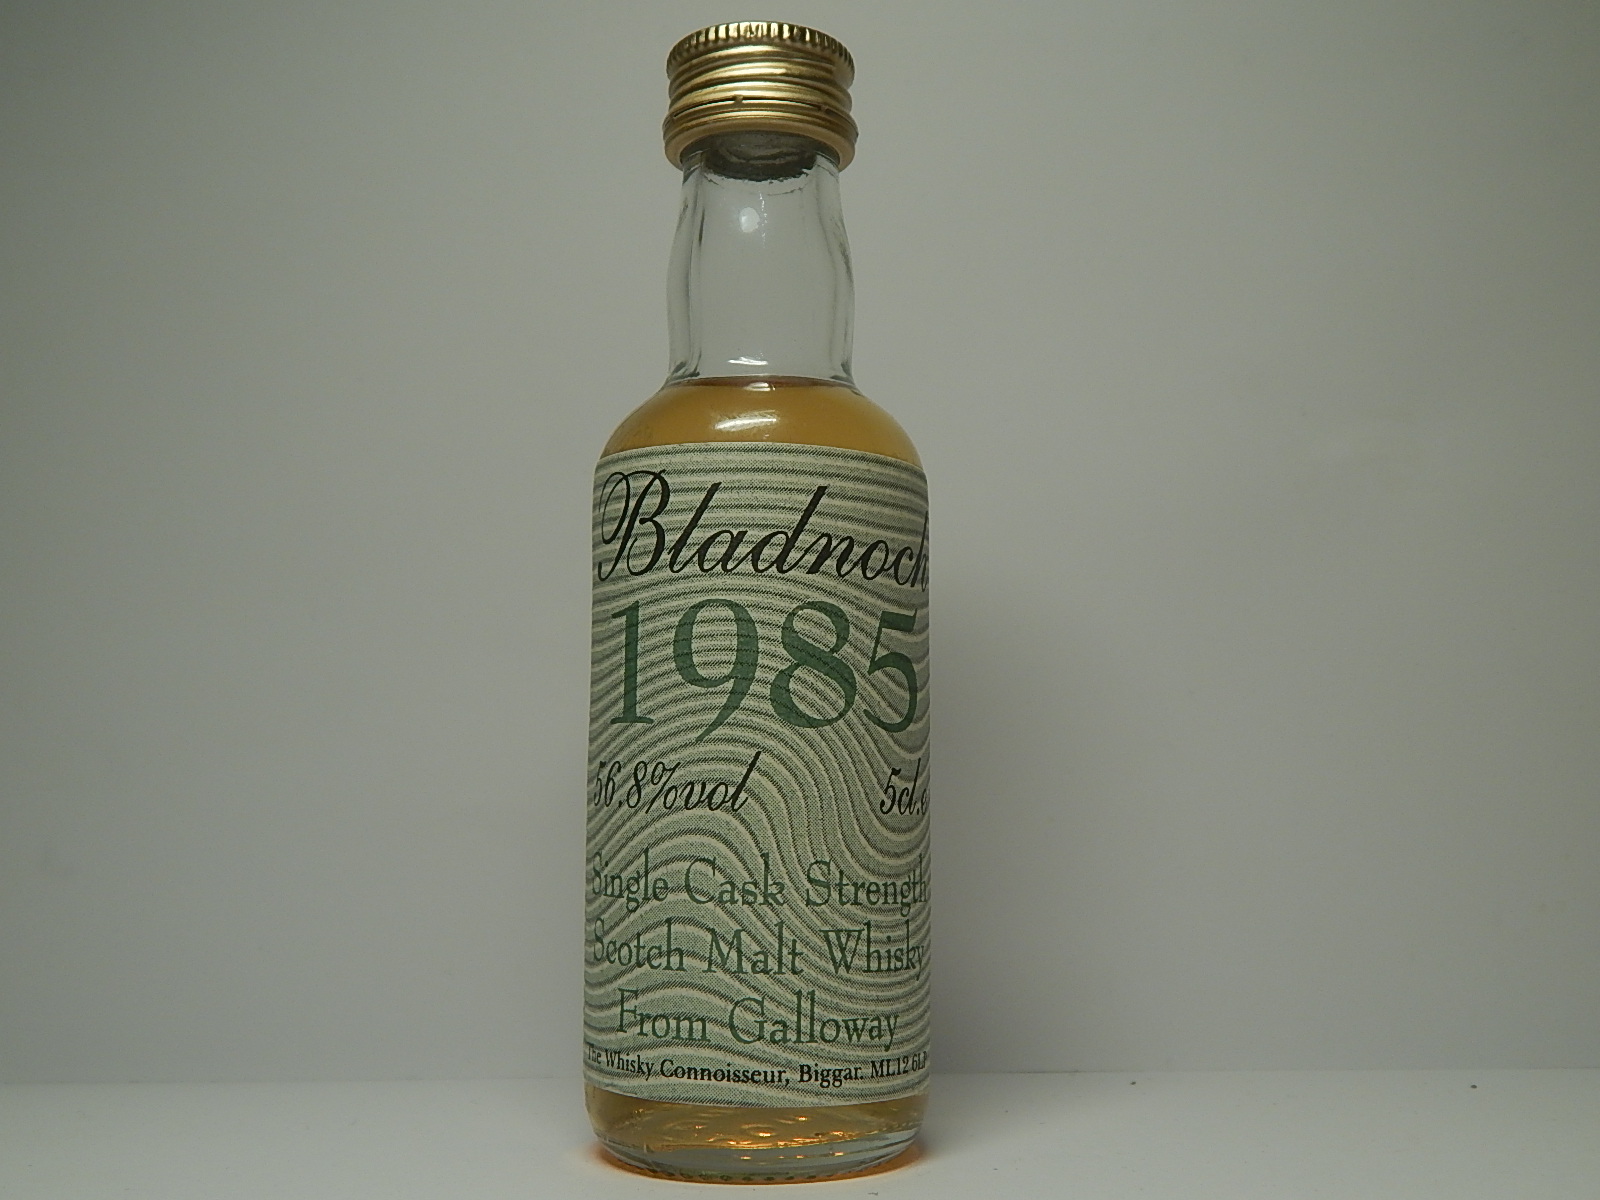 Bladnoch
1985
56.8%vol 5cl.e
Single Cask Strength
Scotch Malt Whisky
From Galloway
The Whisky Connoisseur, Biggar. ML12 6LP